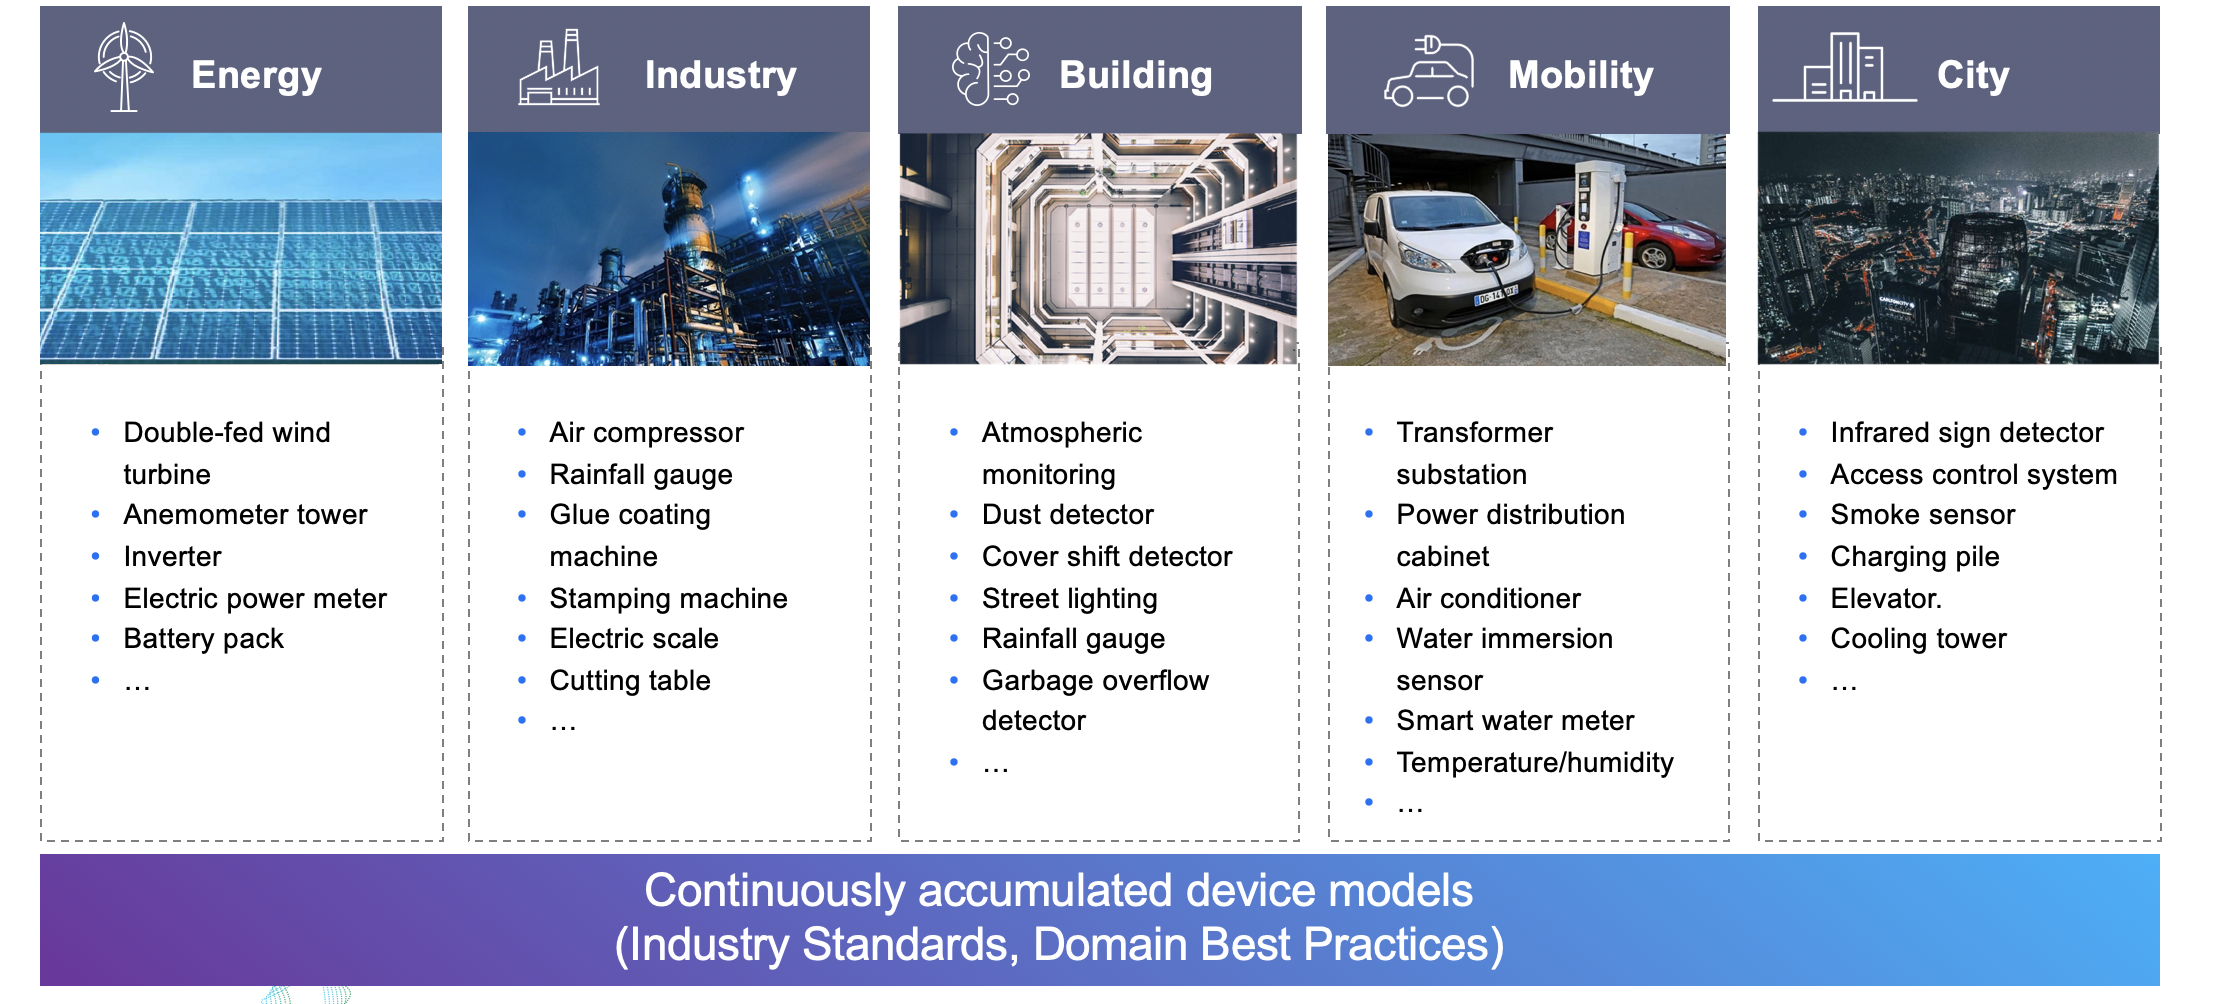 Energy
Double-fed wind
turbine
Anemometer tower
Inverter
Electric power meter
Battery pack
…
Industry
Air compressor
Rainfall gauge
Glue coating
machine
Stamping machine
Electric scale
Cutting table
…
Building
Atmospheric
monitoring
Dust detector
Cover shift detector
Street lighting
Rainfall gauge
Garbage overflow
detector
…
Mobility
Transformer
substation
Power distribution
cabinet
Air conditioner
Water immersion
sensor
Smart water meter
Temperature/humidity
…
City
Infrared sign detector
Access control system
Smoke sensor
Charging pile
Elevator.
Cooling tower
…
Continuously accumulated device models
(Industry Standards, Domain Best Practices)